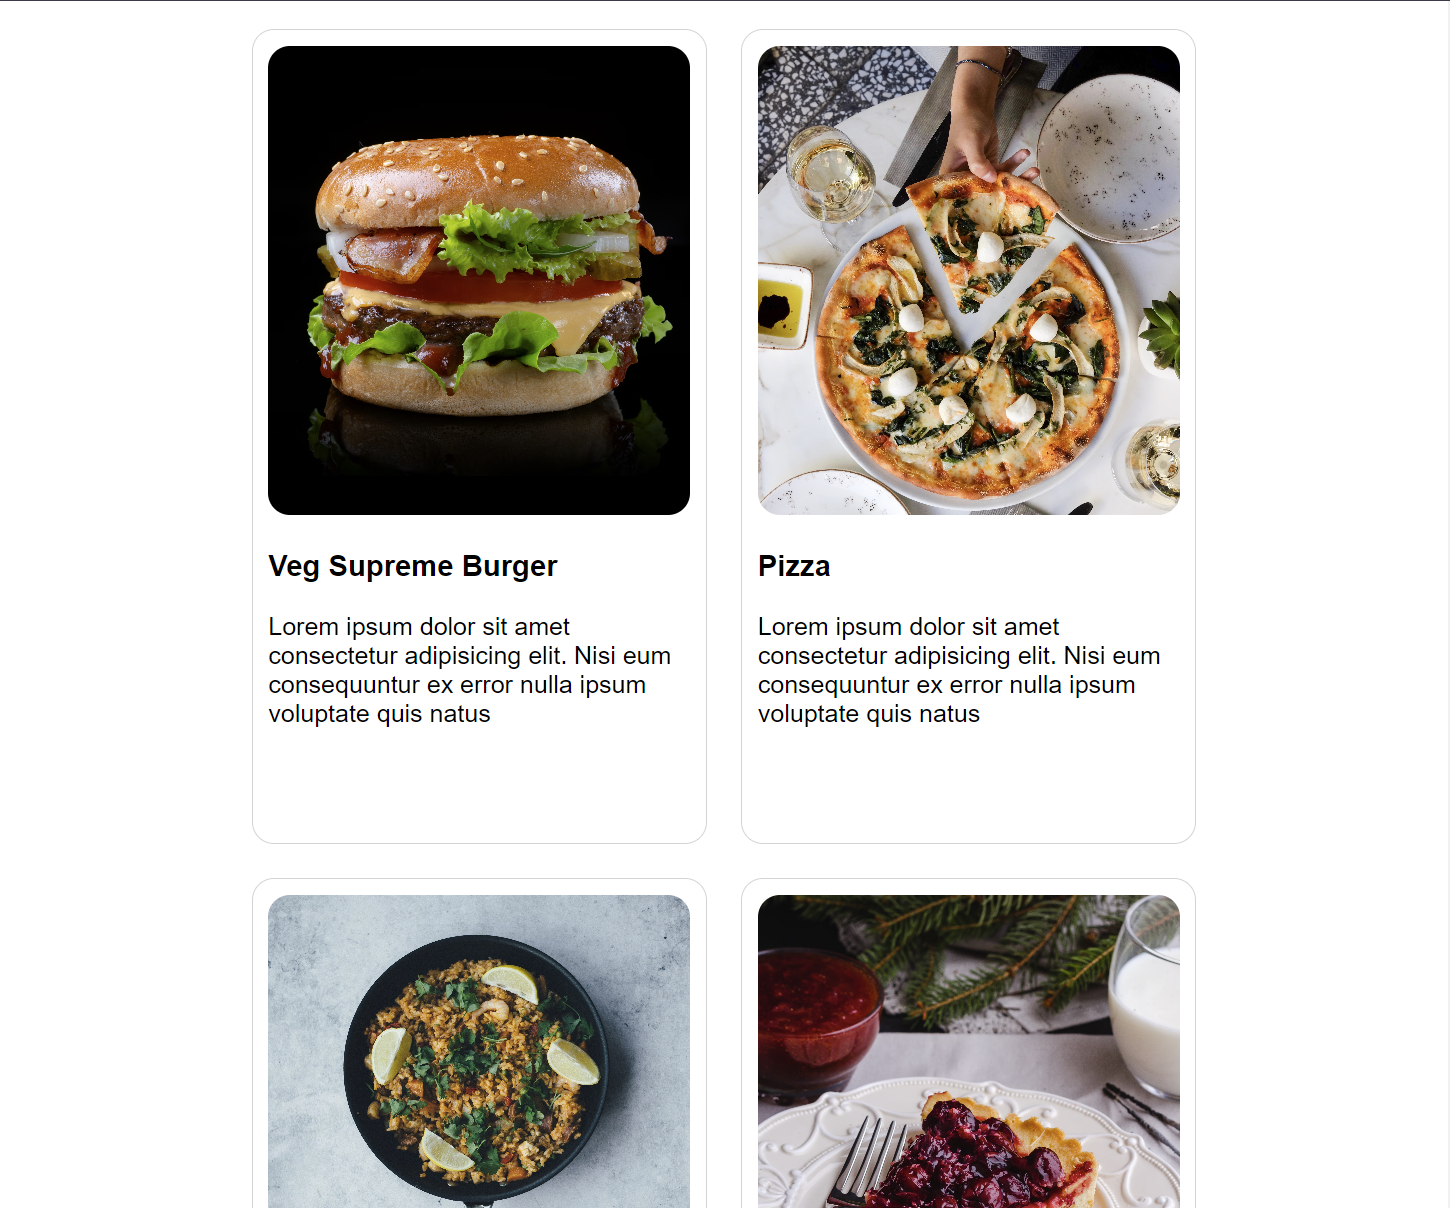 Veg Supreme Burger
Lorem ipsum dolor sit amet
consectetur adipisicing elit. Nisi eum
consequuntur ex error nulla ipsum
voluptate quis natus
Pizza
Lorem ipsum dolor sit amet
consectetur adipisicing elit. Nisi eum
consequuntur ex error nulla ipsum
voluptate quis natus